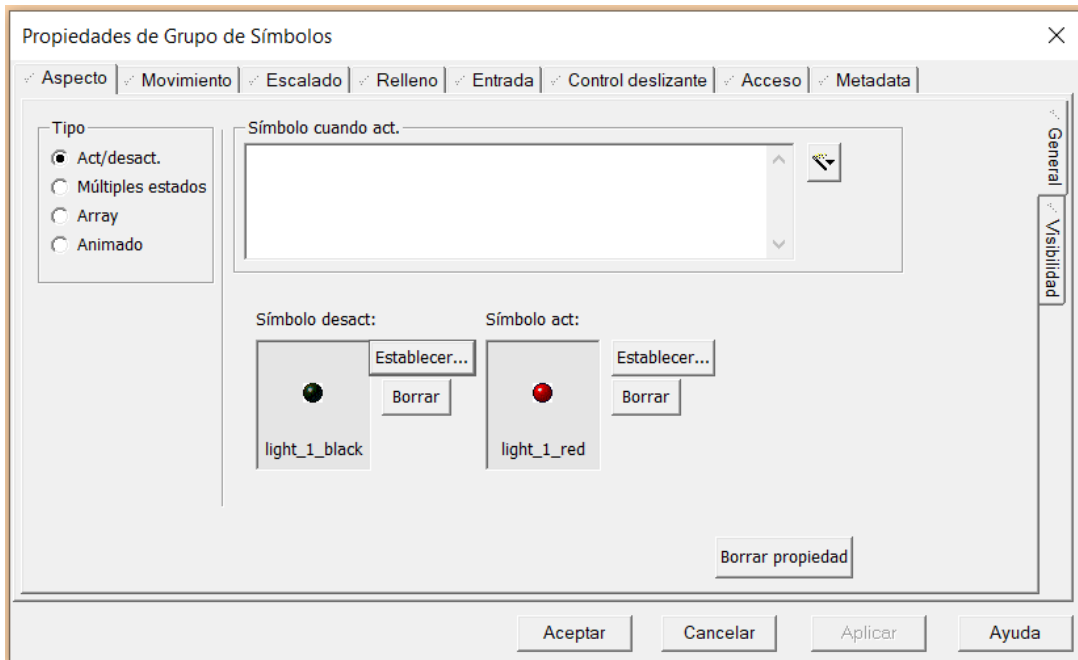 Propiedades de Grupo de Símbolos
Aspecto Movimiento Escalado Relleno Entrada Control deslizante Acceso Metadata
Tipo
Act/desact.
Múltiples estados
Array
Animado
Símbolo cuando act.
General
Visibilidad
Símbolo desact:
Establecer...
Borrar
light_1_black
Símbolo act:
Establecer...
Borrar
light_1_red
Borrar propiedad
Aceptar Cancelar Aplicar Ayuda